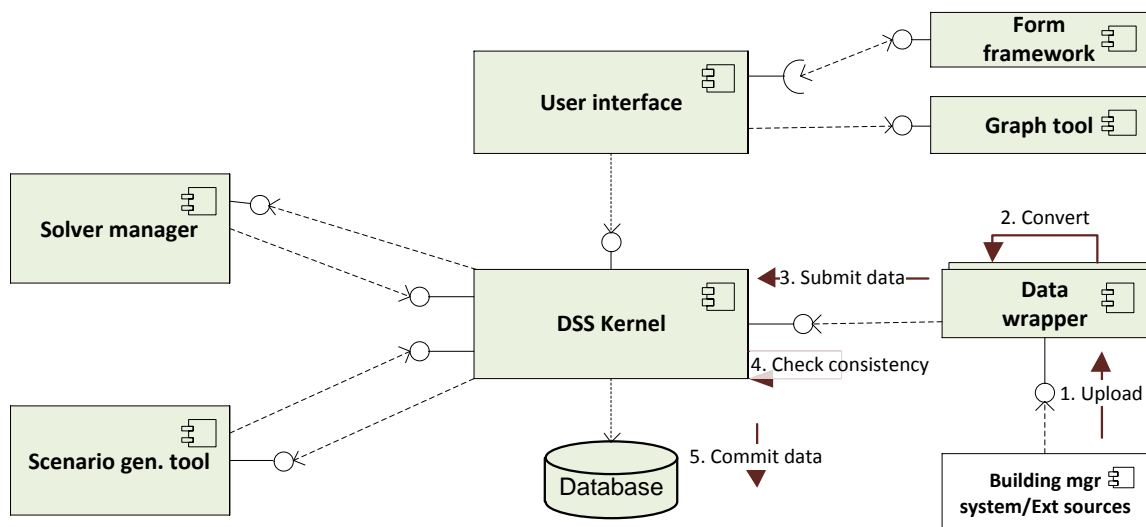 Form
framework
User interface
Graph tool
Solver manager
2. Convert
3. Submit data
Data
wrapper
DSS Kernel
4. Check consistency
1. Upload
Scenario gen. tool
5. Commit data
Database
Building mgr
system/Ext sources